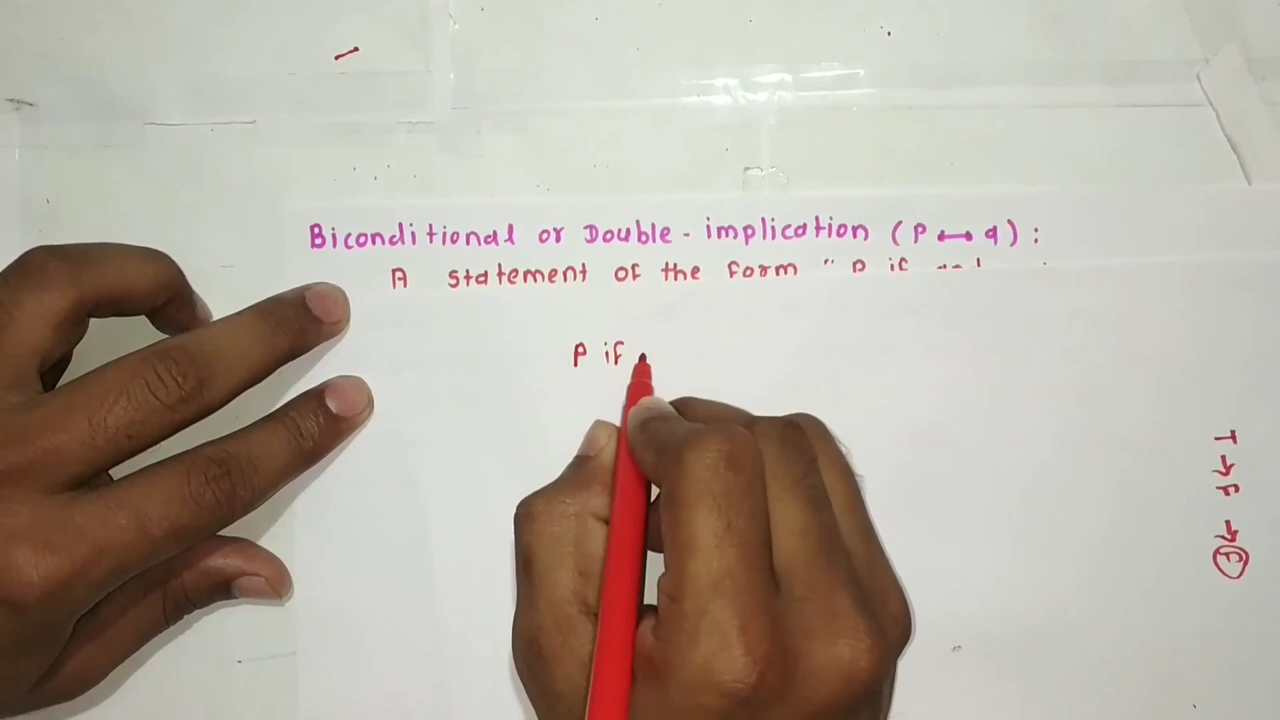 Biconditional or Double-implication (P ↔ q) :
A statement of the form " P if
P if
T → F → F